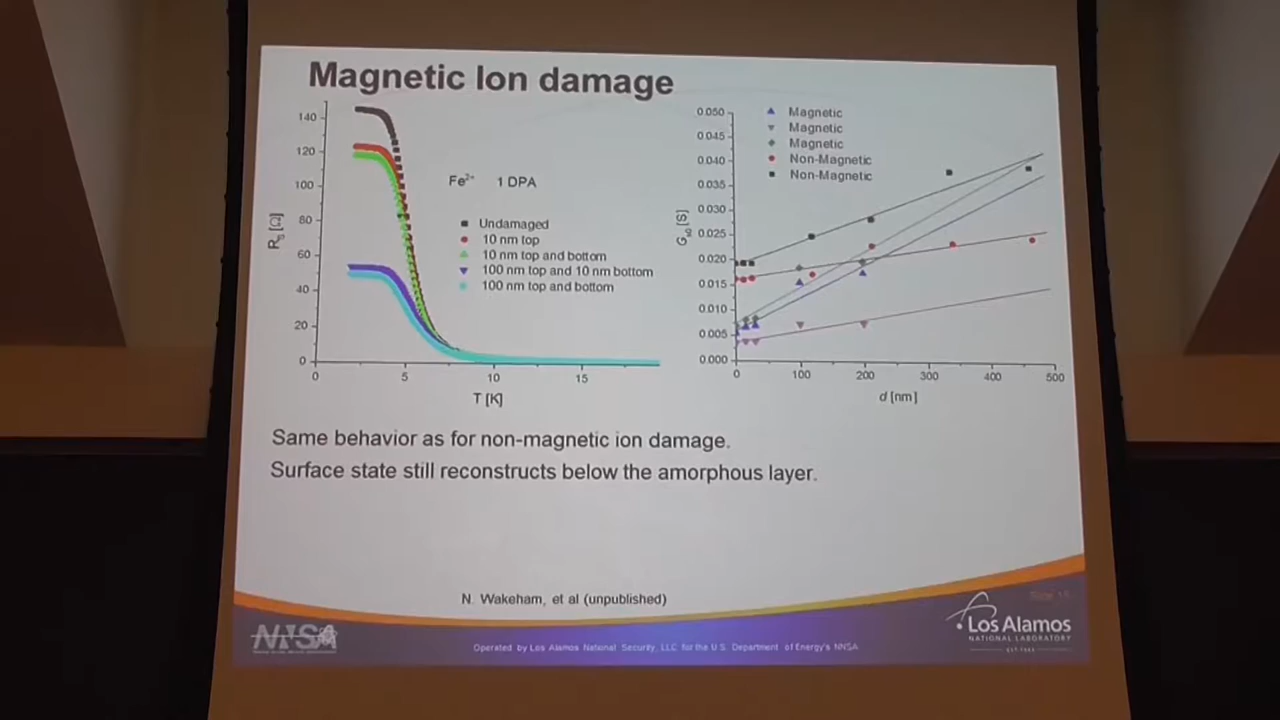 Magnetic Ion damage
140
120
100
80
60
40
20
0
R [Ω]
0
5
10
15
T [K]
Fe²⁺ 1 DPA
Undamaged
10 nm top
10 nm top and bottom
100 nm top and 10 nm bottom
100 nm top and bottom
0.050
0.045
0.040
0.035
0.030
0.025
0.020
0.015
0.010
0.005
0.000
[S]
0
100
200
300
400
500
d [nm]
Magnetic
Magnetic
Magnetic
Non-Magnetic
Non-Magnetic
Same behavior as for non-magnetic ion damage.
Surface state still reconstructs below the amorphous layer.
N. Wakeham, et al (unpublished)
NNSA
Operated by Los Alamos National Security, LLC for the U.S. Department of Energy's NNSA
Los Alamos
NATIONAL LABORATORY
EST. 1943